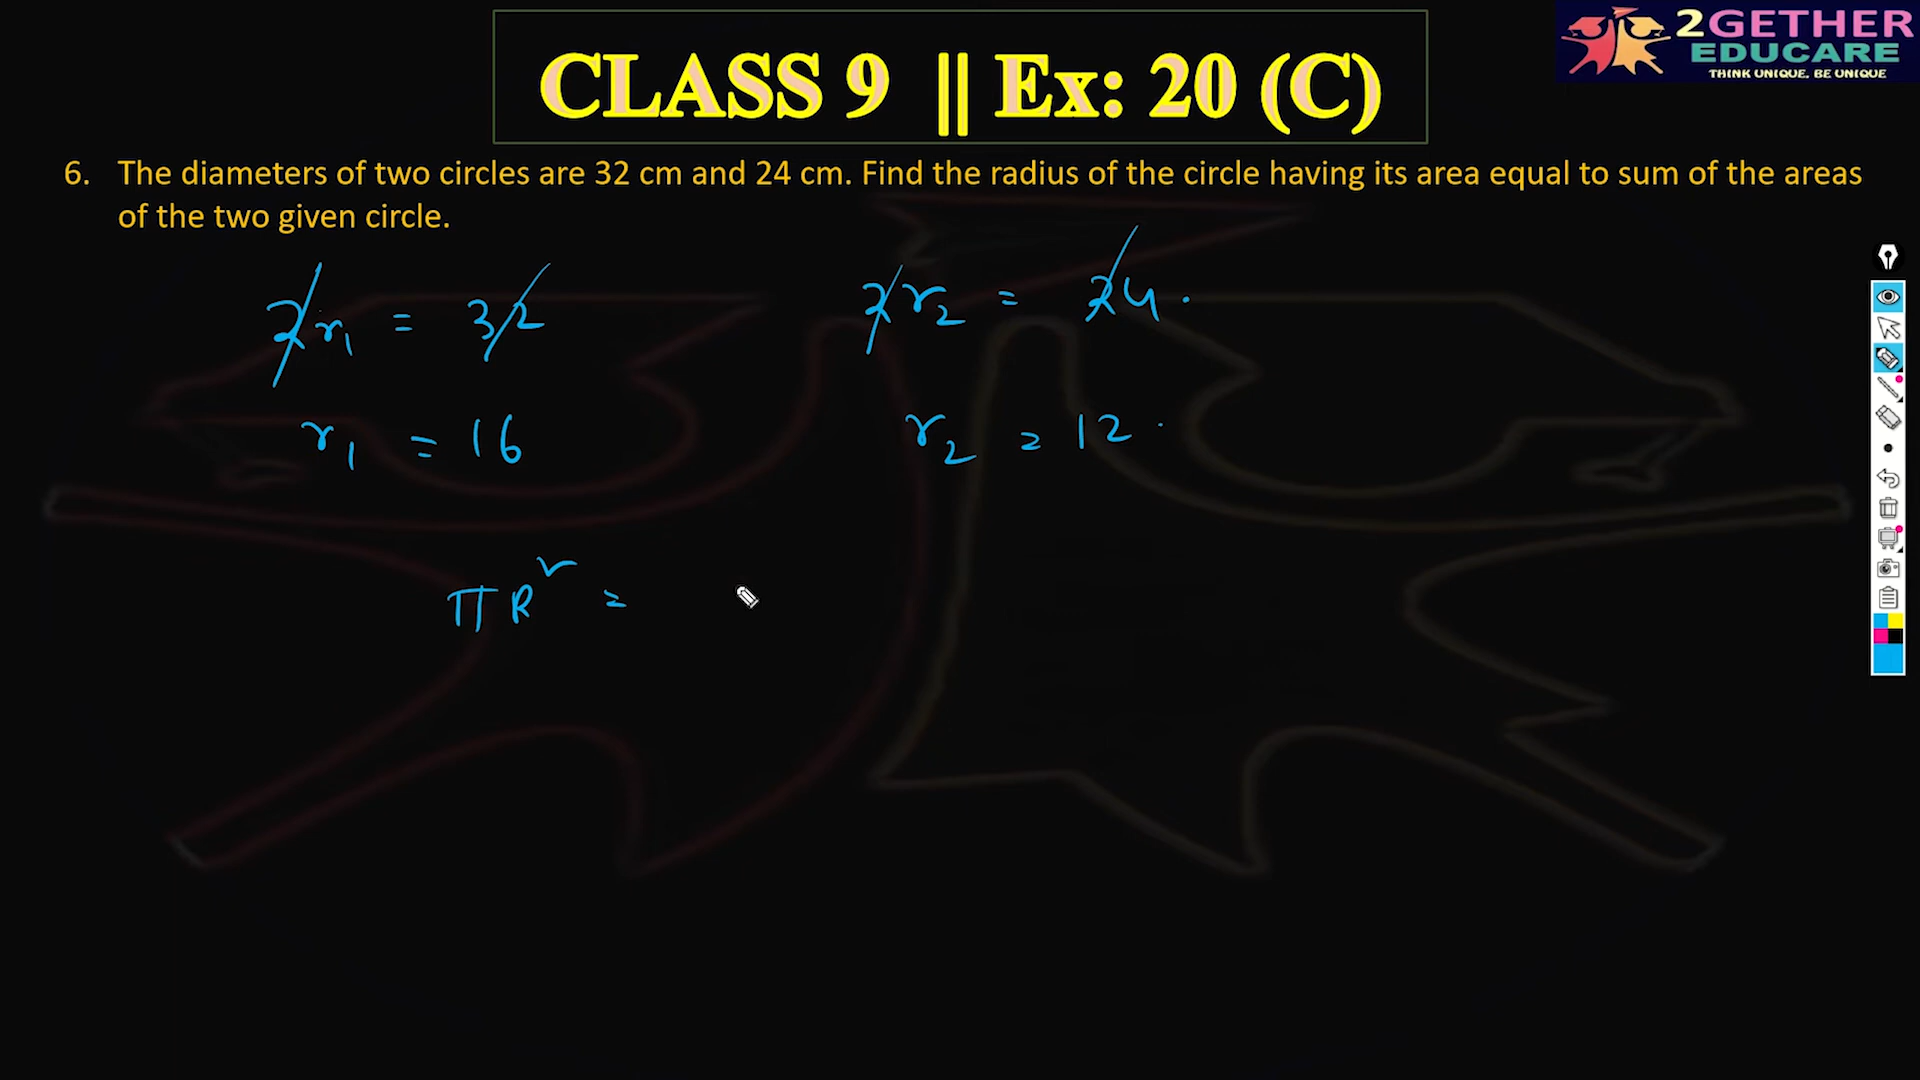 2GETHER
EDUCARE
THINK UNIQUE. BE UNIQUE
CLASS 9 || Ex: 20 (C)
6. The diameters of two circles are 32 cm and 24 cm. Find the radius of the circle having its area equal to sum of the areas
of the two given circle.
2r₁ = 32
2r₂ = 24.
r₁ = 16
r₂ = 12.
πR² =